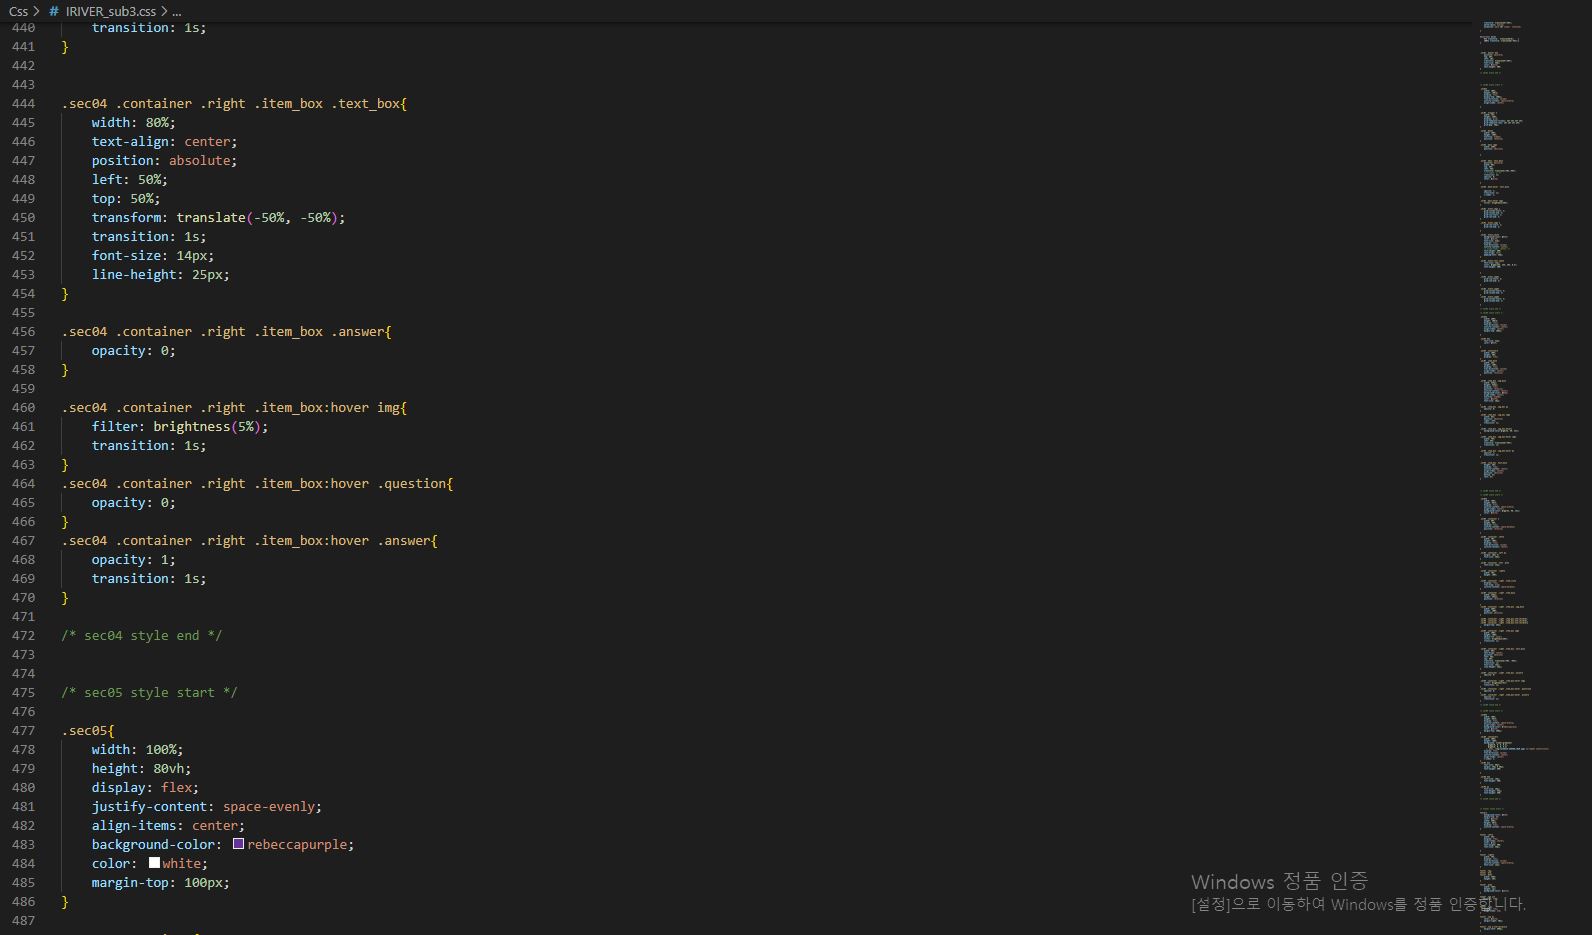 Css > # IRIVER_sub3.css > ...
440 transition: 1s;
441 }
442
443
444 .sec04 .container .right .item_box .text_box{
445 width: 80%;
446 text-align: center;
447 position: absolute;
448 left: 50%;
449 top: 50%;
450 transform: translate(-50%, -50%);
451 transition: 1s;
452 font-size: 14px;
453 line-height: 25px;
454 }
455
456 .sec04 .container .right .item_box .answer{
457 opacity: 0;
458 }
459
460 .sec04 .container .right .item_box:hover img{
461 filter: brightness(5%);
462 transition: 1s;
463 }
464 .sec04 .container .right .item_box:hover .question{
465 opacity: 0;
466 }
467 .sec04 .container .right .item_box:hover .answer{
468 opacity: 1;
469 transition: 1s;
470 }
471
472 /* sec04 style end */
473
474
475 /* sec05 style start */
476
477 .sec05{
478 width: 100%;
479 height: 80vh;
480 display: flex;
481 justify-content: space-evenly;
482 align-items: center;
483 background-color: rebeccapurple;
484 color: white;
485 margin-top: 100px;
486 }
487
Windows 정품 인증
[설정]으로 이동하여 Windows를 정품 인증합니다.